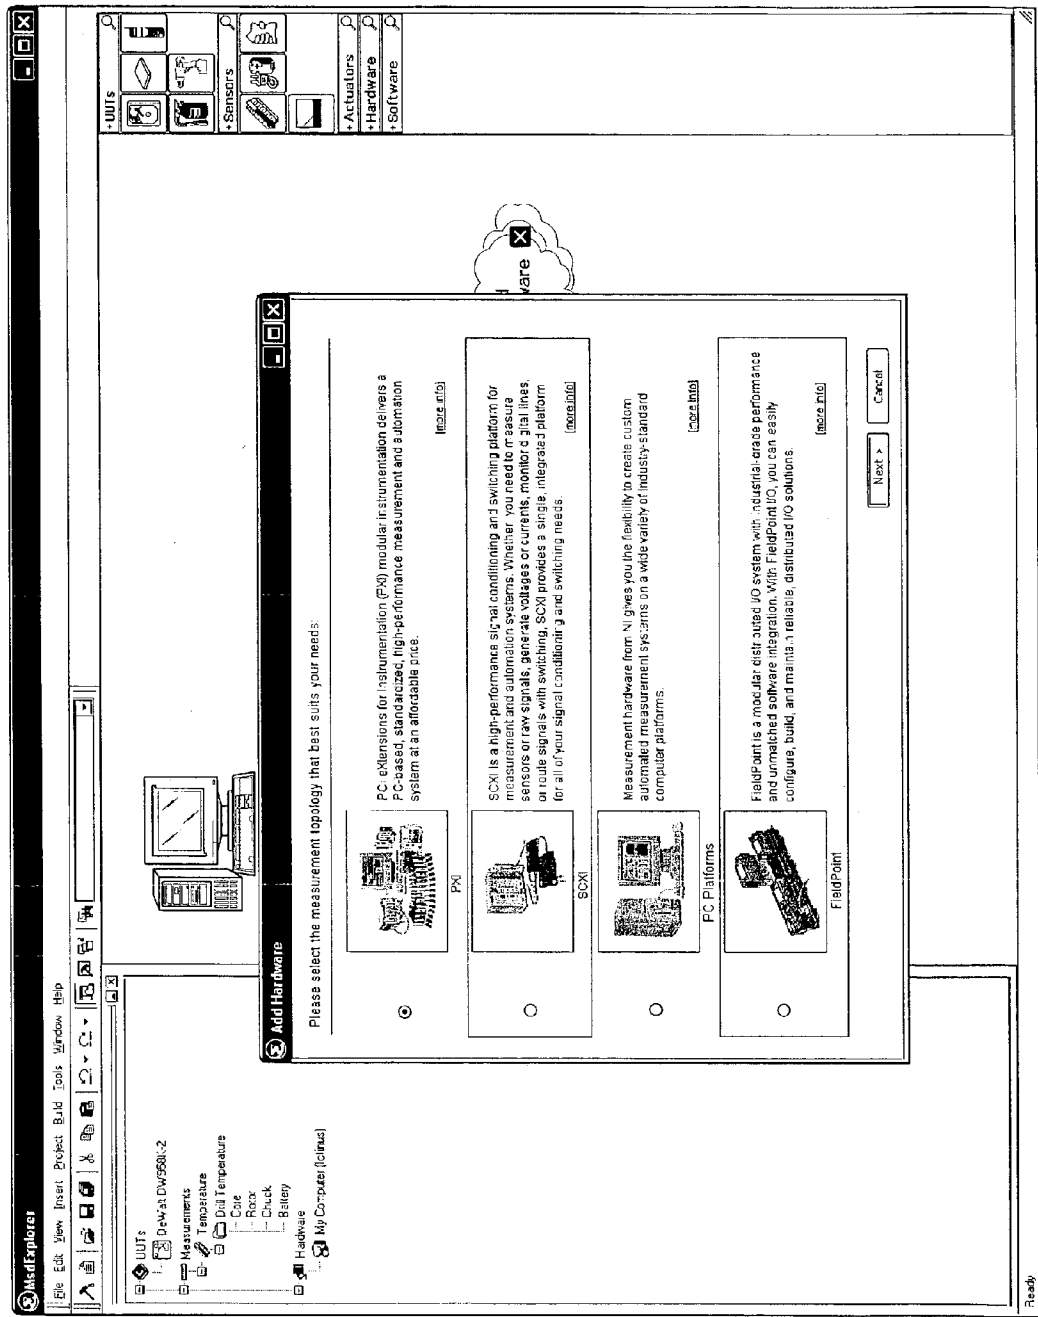 MsdExplorer
File Edit View Insert Project Build Tools Window Help
UUTs
DeWalt DW958K-2
Measurements
Temperature
Drill Temperature
Core
Rotor
Chuck
Battery
Hardware
My Computer
+UUTs
+Sensors
+Actuators
+Hardware
+Software
ware
Add Hardware
Please select the measurement topology that best suits your needs:
PCI eXtensions for Instrumentation (PXI) modular instrumentation delivers a
PC-based, standardized, high-performance measurement and automation
system at an affordable price.
[more info]
PXI
SCXI is a high-performance signal conditioning and switching platform for
measurement and automation systems. Whether you need to measure
sensors or raw signals, generate voltages or currents, monitor digital lines,
or route signals with switching, SCXI provides a single, integrated platform
for all of your signal conditioning and switching needs.
[more info]
SCXI
Measurement hardware from NI gives you the flexibility to create custom
automated measurement systems on a wide variety of industry-standard
computer platforms.
[more info]
PC Platforms
FieldPoint is a modular distributed I/O system with industrial-grade performance
and unmatched software integration. With FieldPoint I/O, you can easily
configure, build, and maintain reliable, distributed I/O solutions.
[more info]
FieldPoint
Next > Cancel
Ready